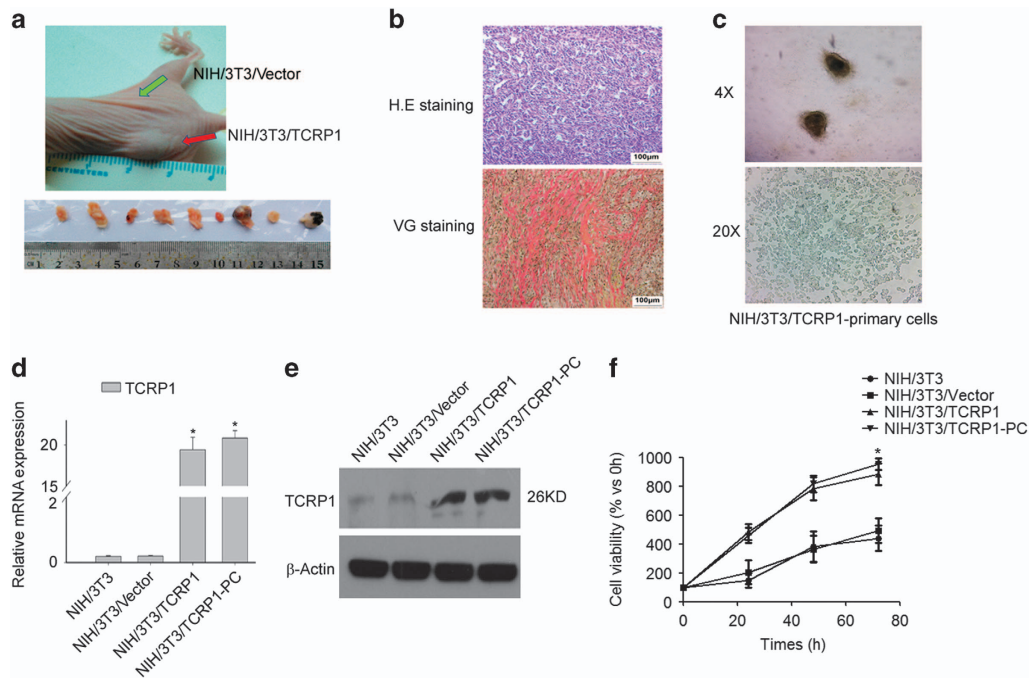 a
NIH/3T3/Vector
NIH/3T3/TCRP1
CENTIMETERS 1 2
1 2 3 4 5 6 7 8 9 10 11 12 13 14 15
b
H.E staining
100μm
VG staining
100μm
c
4X
20X
NIH/3T3/TCRP1-primary cells
d
TCRP1
Relative mRNA expression
20
15
2
0
NIH/3T3
NIH/3T3/Vector
NIH/3T3/TCRP1
NIH/3T3/TCRP1-PC
*
*
e
NIH/3T3
NIH/3T3/Vector
NIH/3T3/TCRP1
NIH/3T3/TCRP1-PC
TCRP1
26KD
β-Actin
f
NIH/3T3
NIH/3T3/Vector
NIH/3T3/TCRP1
NIH/3T3/TCRP1-PC
*
Cell viability (% vs 0h)
1000
800
600
400
200
0
0 20 40 60 80
Times (h)